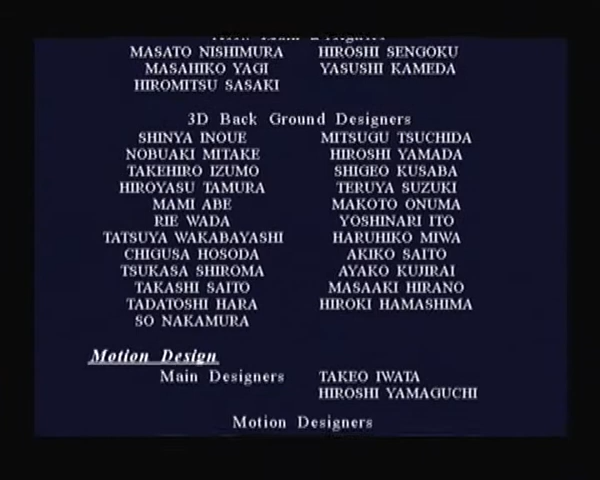 Main Designers
MASATO NISHIMURA HIROSHI SENGOKU
MASAHIKO YAGI YASUSHI KAMEDA
HIROMITSU SASAKI
3D Back Ground Designers
SHINYA INOUE MITSUGU TSUCHIDA
NOBUAKI MITAKE HIROSHI YAMADA
TAKEHIRO IZUMO SHIGEO KUSABA
HIROYASU TAMURA TERUYA SUZUKI
MAMI ABE MAKOTO ONUMA
RIE WADA YOSHINARI ITO
TATSUYA WAKABAYASHI HARUHIKO MIWA
CHIGUSA HOSODA AKIKO SAITO
TSUKASA SHIROMA AYAKO KUJIRAI
TAKASHI SAITO MASAAKI HIRANO
TADATOSHI HARA HIROKI HAMASHIMA
SO NAKAMURA
Motion Design
Main Designers TAKEO IWATA
HIROSHI YAMAGUCHI
Motion Designers